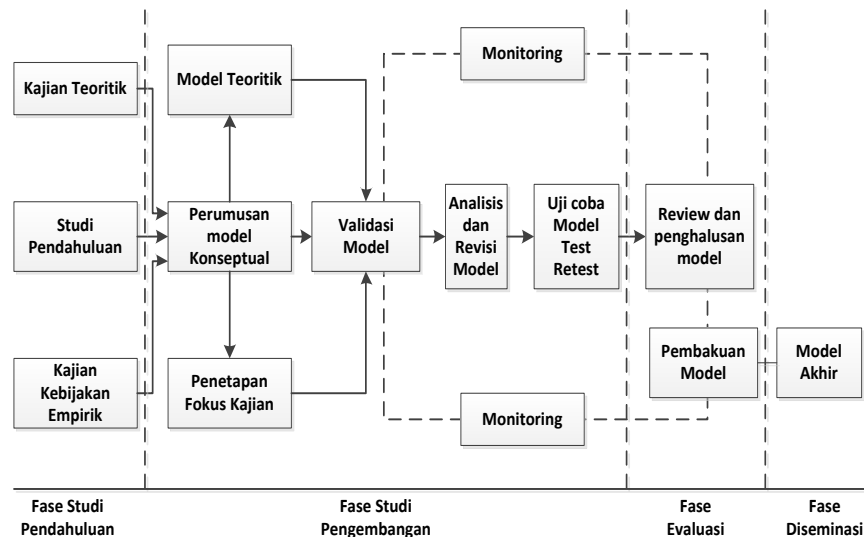 Kajian Teoritik
Studi
Pendahuluan
Kajian
Kebijakan
Empirik
Model Teoritik
Perumusan
model
Konseptual
Penetapan
Fokus Kajian
Validasi
Model
Monitoring
Analisis
dan
Revisi
Model
Uji coba
Model
Test
Retest
Monitoring
Review dan
penghalusan
model
Pembakuan
Model
Model
Akhir
Fase Studi
Pendahuluan
Fase Studi
Pengembangan
Fase
Evaluasi
Fase
Diseminasi